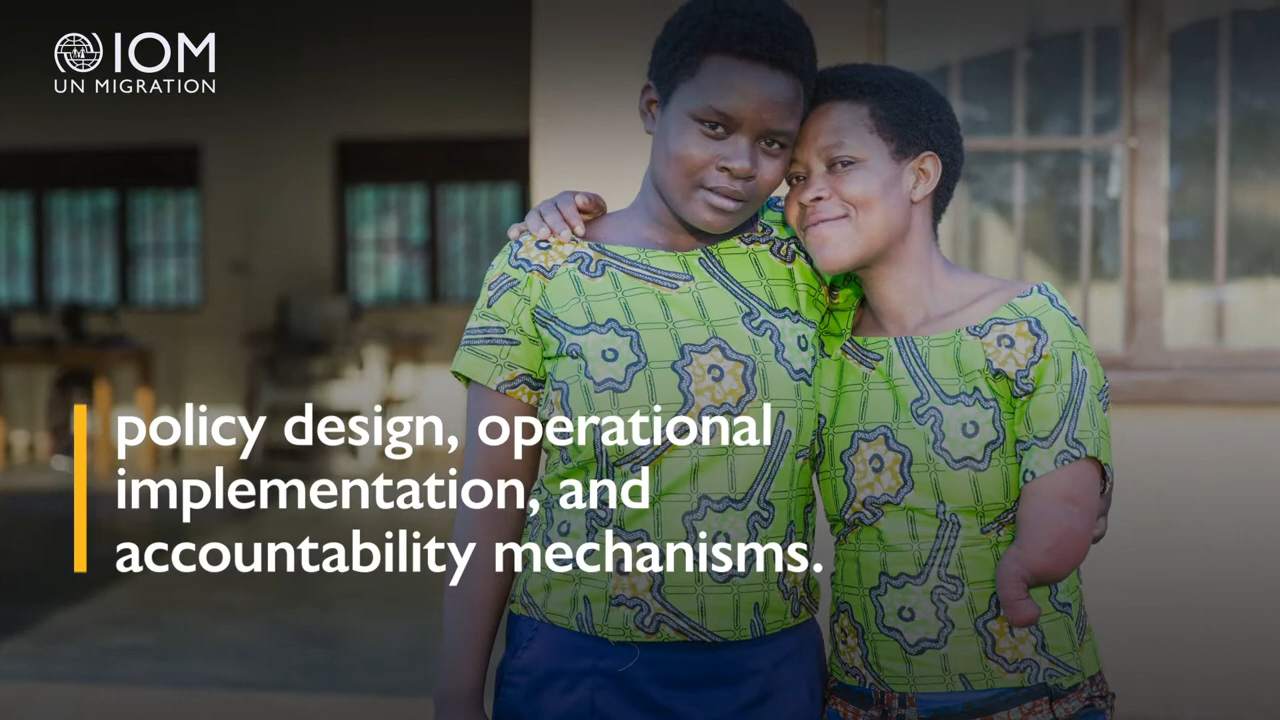 IOM
UN MIGRATION
policy design, operational
implementation, and
accountability mechanisms.